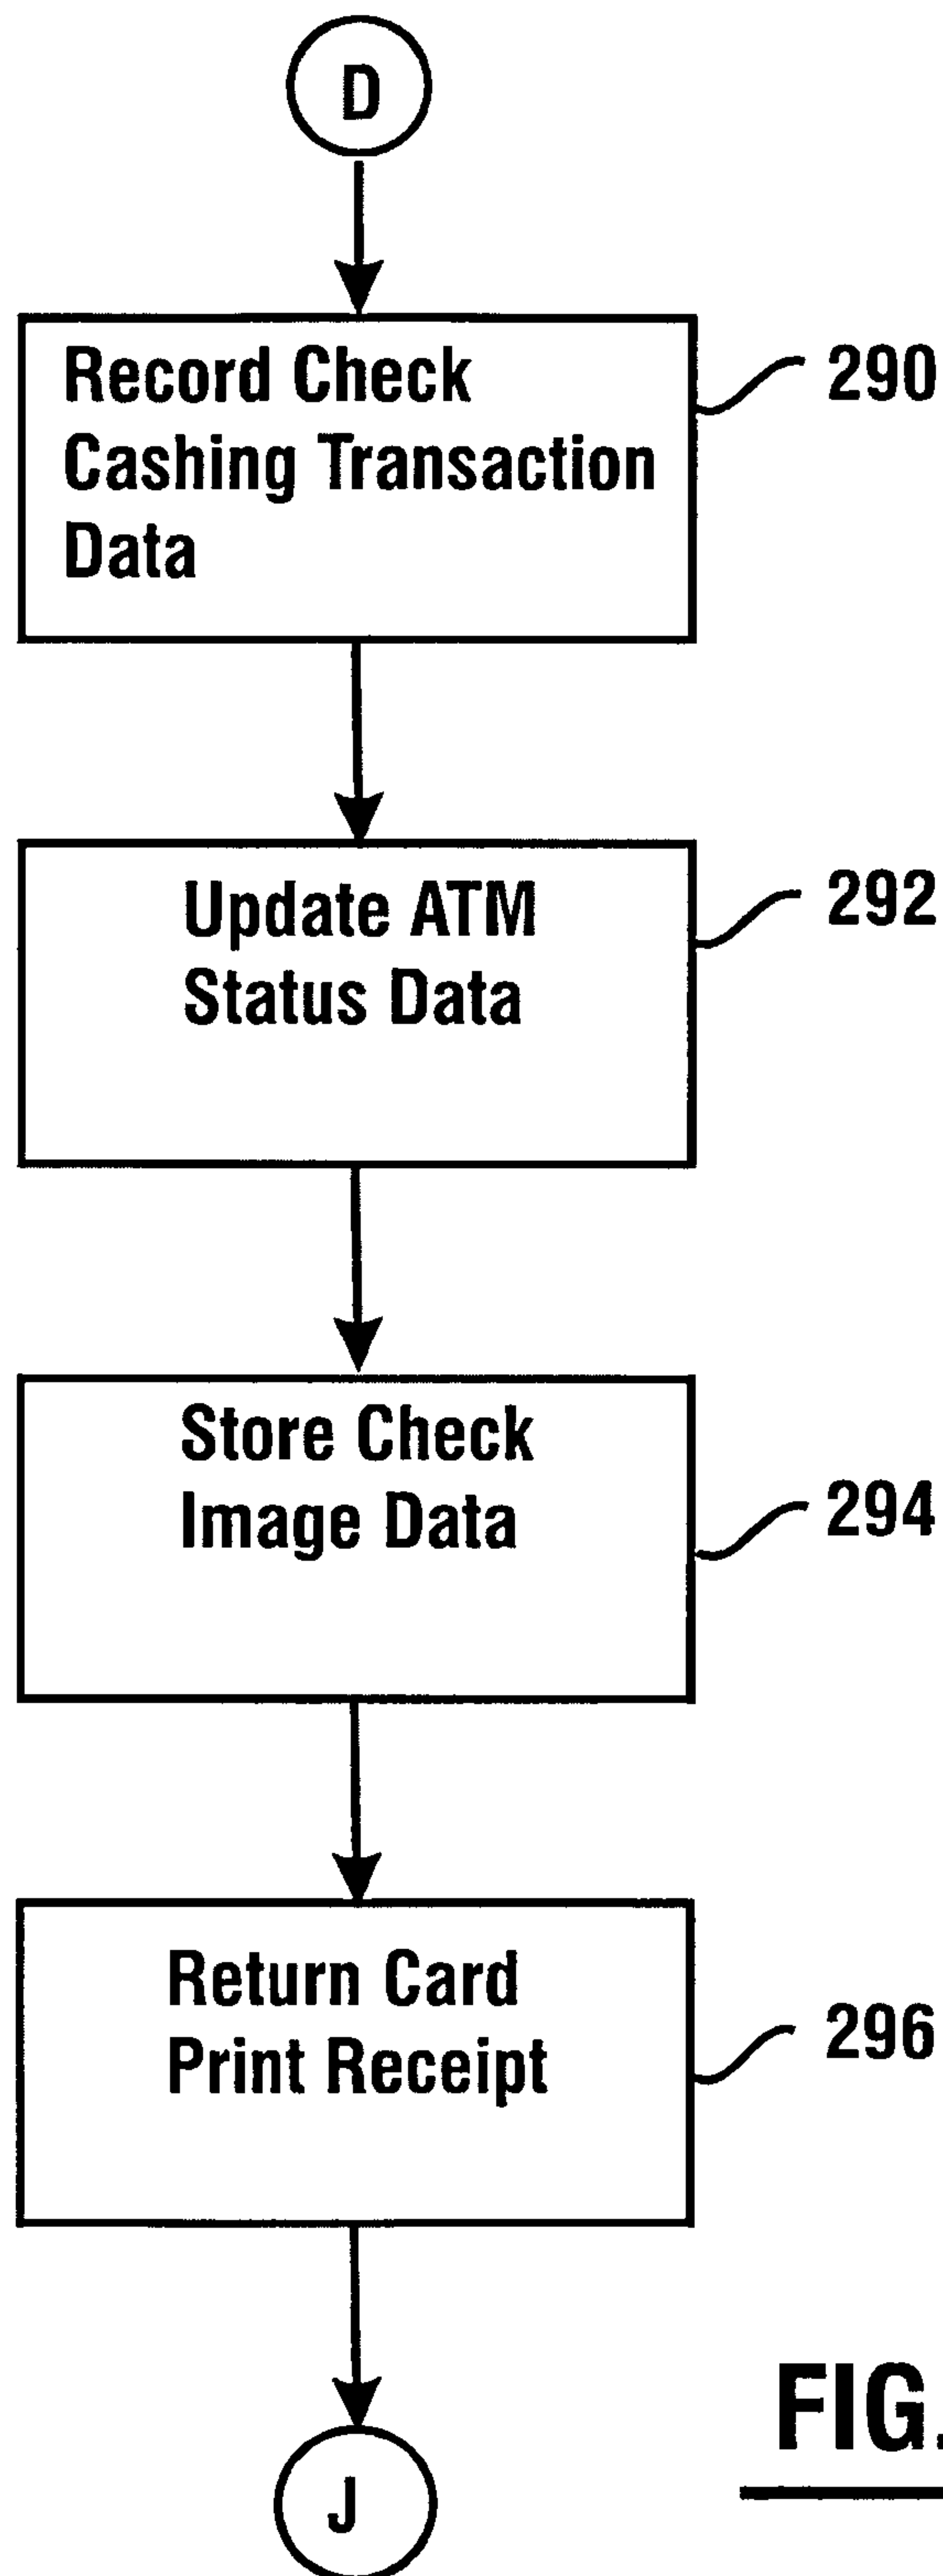 D
Record Check
Cashing Transaction
Data
290
Update ATM
Status Data
292
Store Check
Image Data
294
Return Card
Print Receipt
296
FIG.
J